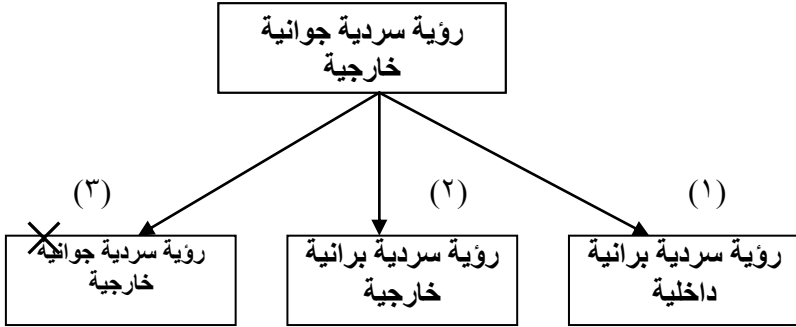 رؤية سردية جوانية
خارجية
(١)
(٢)
(٣)
رؤية سردية برانية
داخلية
رؤية سردية برانية
خارجية
رؤية سردية جوانية
خارجية